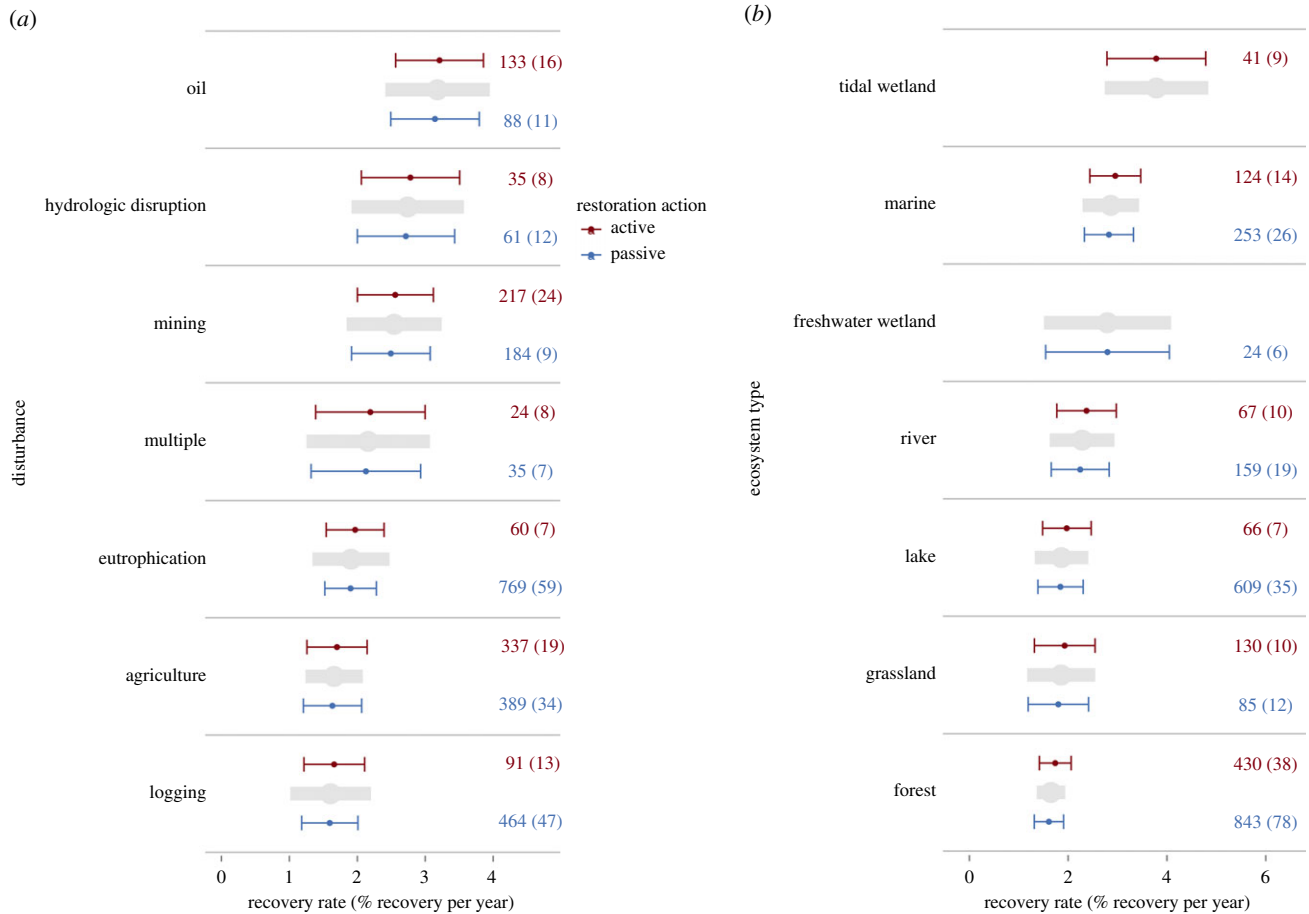 (a)
oil
133 (16)
88 (11)
hydrologic disruption
35 (8)
61 (12)
mining
217 (24)
184 (9)
multiple
24 (8)
35 (7)
eutrophication
60 (7)
769 (59)
agriculture
337 (19)
389 (34)
logging
91 (13)
464 (47)
disturbance
0 1 2 3 4
recovery rate (% recovery per year)
restoration action
active
passive
(b)
tidal wetland
41 (9)
marine
124 (14)
253 (26)
freshwater wetland
24 (6)
river
67 (10)
159 (19)
lake
66 (7)
609 (35)
grassland
130 (10)
85 (12)
forest
430 (38)
843 (78)
ecosystem type
0 2 4 6
recovery rate (% recovery per year)